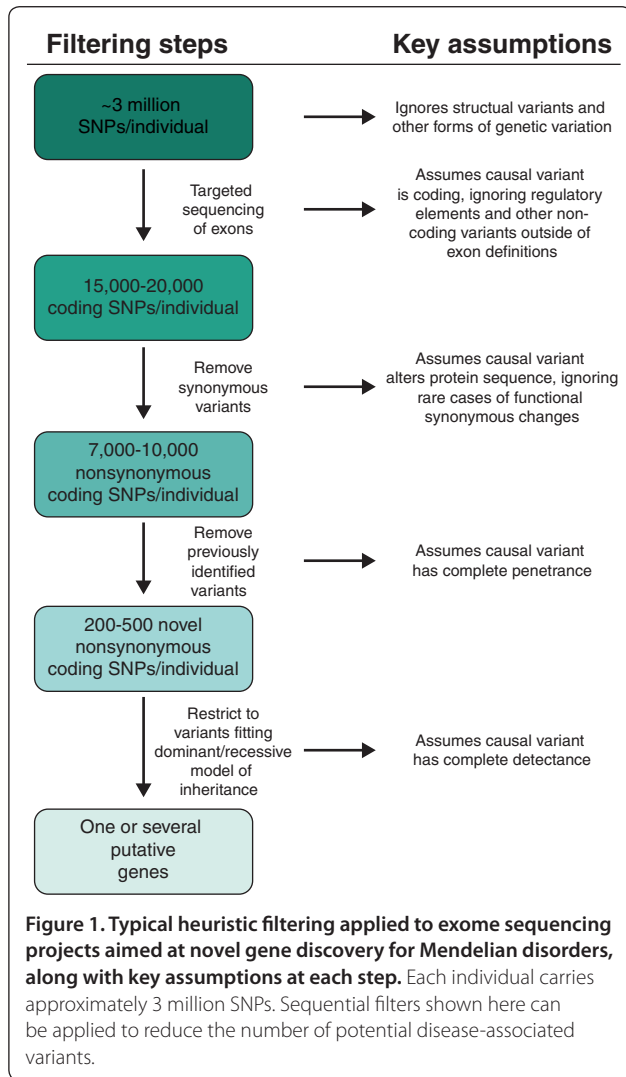 Filtering steps
Key assumptions
~3 million
SNPs/individual
Ignores structual variants and
other forms of genetic variation
Targeted
sequencing
of exons
Assumes causal variant
is coding, ignoring regulatory
elements and other non-
coding variants outside of
exon definitions
15,000-20,000
coding SNPs/individual
Remove
synonymous
variants
Assumes causal variant
alters protein sequence, ignoring
rare cases of functional
synonymous changes
7,000-10,000
nonsynonymous
coding SNPs/individual
Remove
previously
identified
variants
Assumes causal variant
has complete penetrance
200-500 novel
nonsynonymous
coding SNPs/individual
Restrict to
variants fitting
dominant/recessive
model of
inheritance
Assumes causal variant
has complete detectance
One or several
putative
genes
Figure 1. Typical heuristic filtering applied to exome sequencing
projects aimed at novel gene discovery for Mendelian disorders,
along with key assumptions at each step. Each individual carries
approximately 3 million SNPs. Sequential filters shown here can
be applied to reduce the number of potential disease-associated
variants.